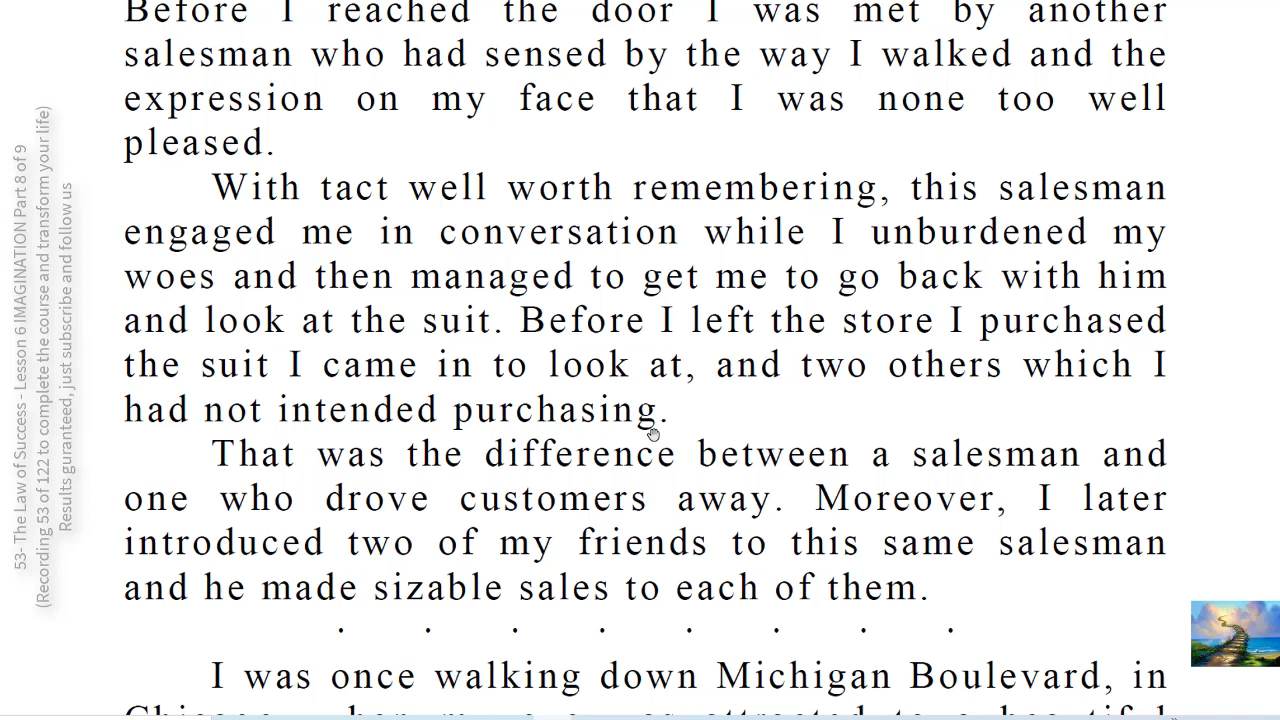 Before I reached the door I was met by another
salesman who had sensed by the way I walked and the
expression on my face that I was none too well
pleased.
With tact well worth remembering, this salesman
engaged me in conversation while I unburdened my
woes and then managed to get me to go back with him
and look at the suit. Before I left the store I purchased
the suit I came in to look at, and two others which I
had not intended purchasing.
That was the difference between a salesman and
one who drove customers away. Moreover, I later
introduced two of my friends to this same salesman
and he made sizable sales to each of them.
. . . . . . . .
I was once walking down Michigan Boulevard, in
53- The Law of Success - Lesson 6 IMAGINATION Part 8 of 9
(Recording 53 of 122 to complete the course and transform your life)
Results guranteed, just subscribe and follow us